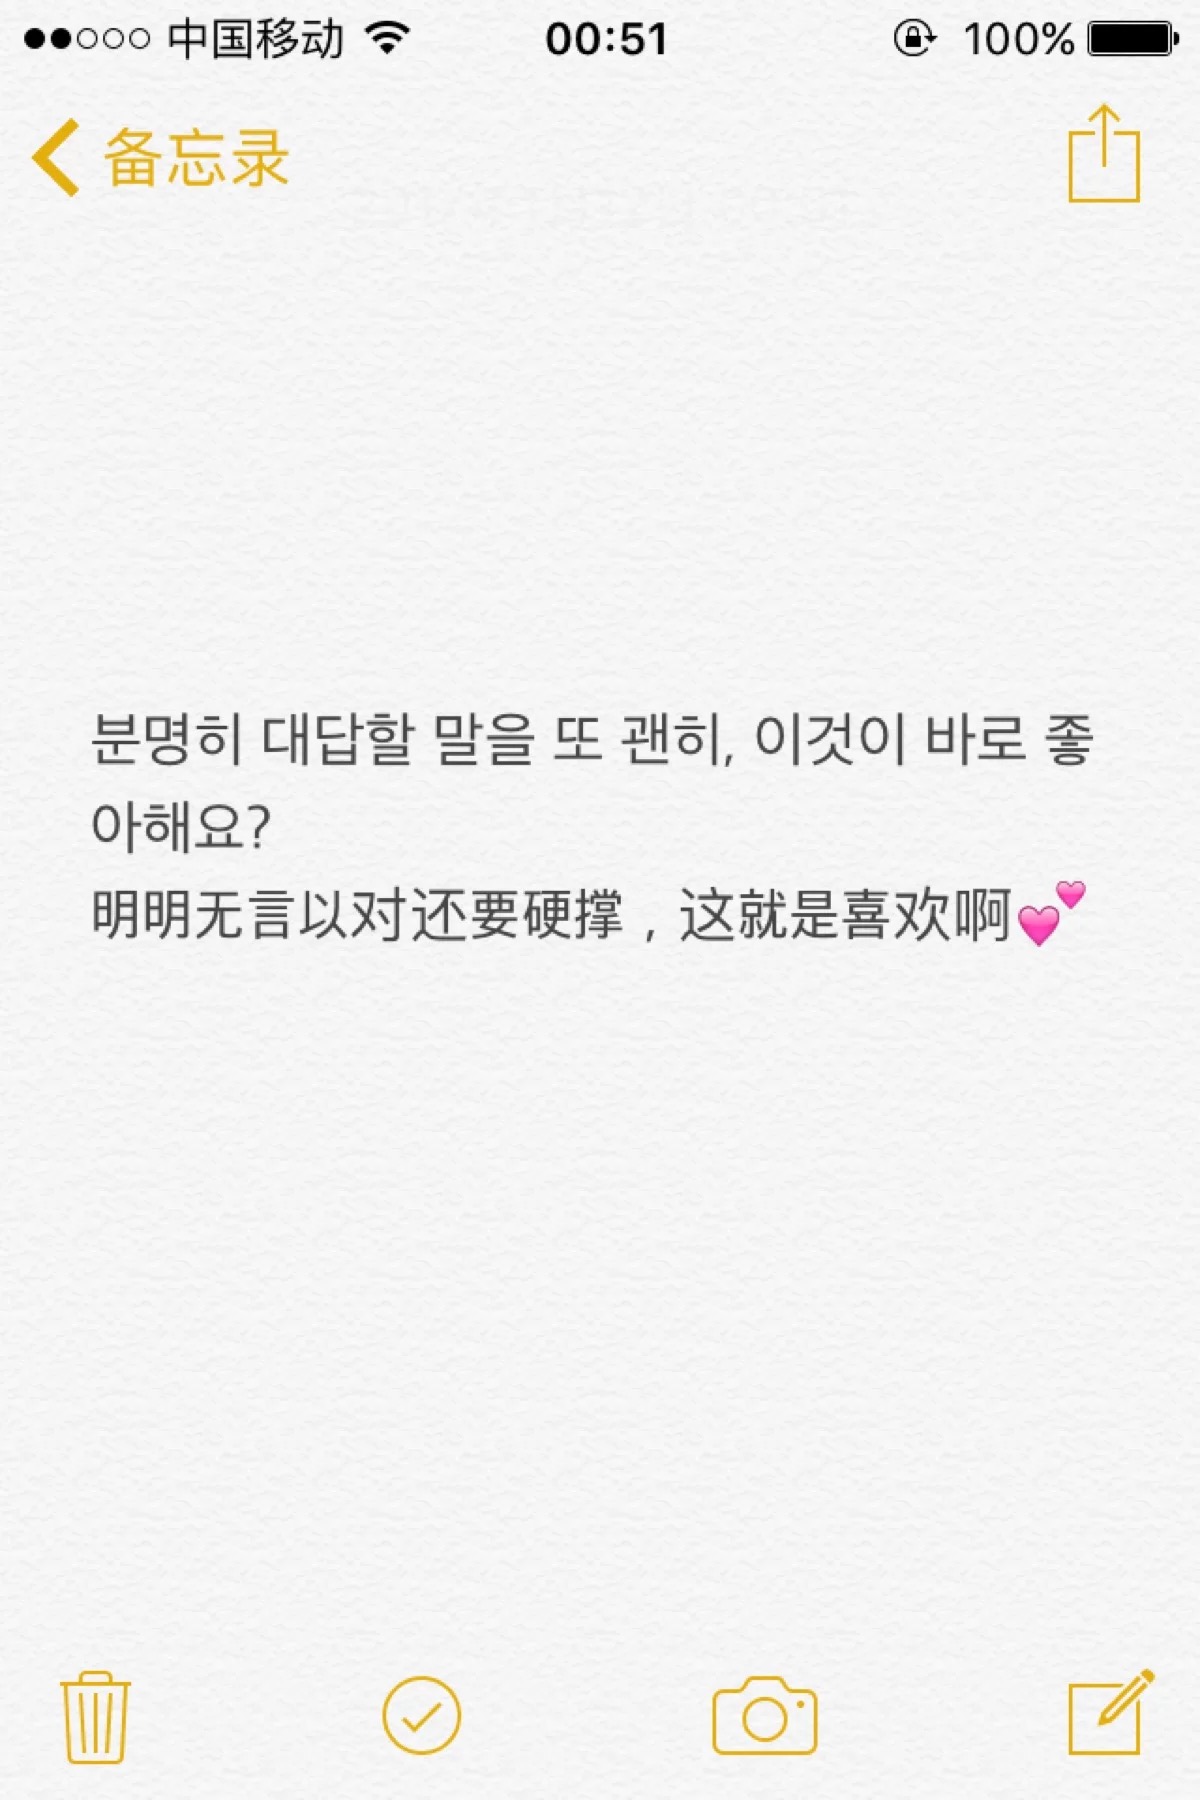 中国移动 00:51 100%
备忘录
분명히 대답할 말을 또 괜히, 이것이 바로 좋
아해요?
明明无言以对还要硬撑，这就是喜欢啊💕